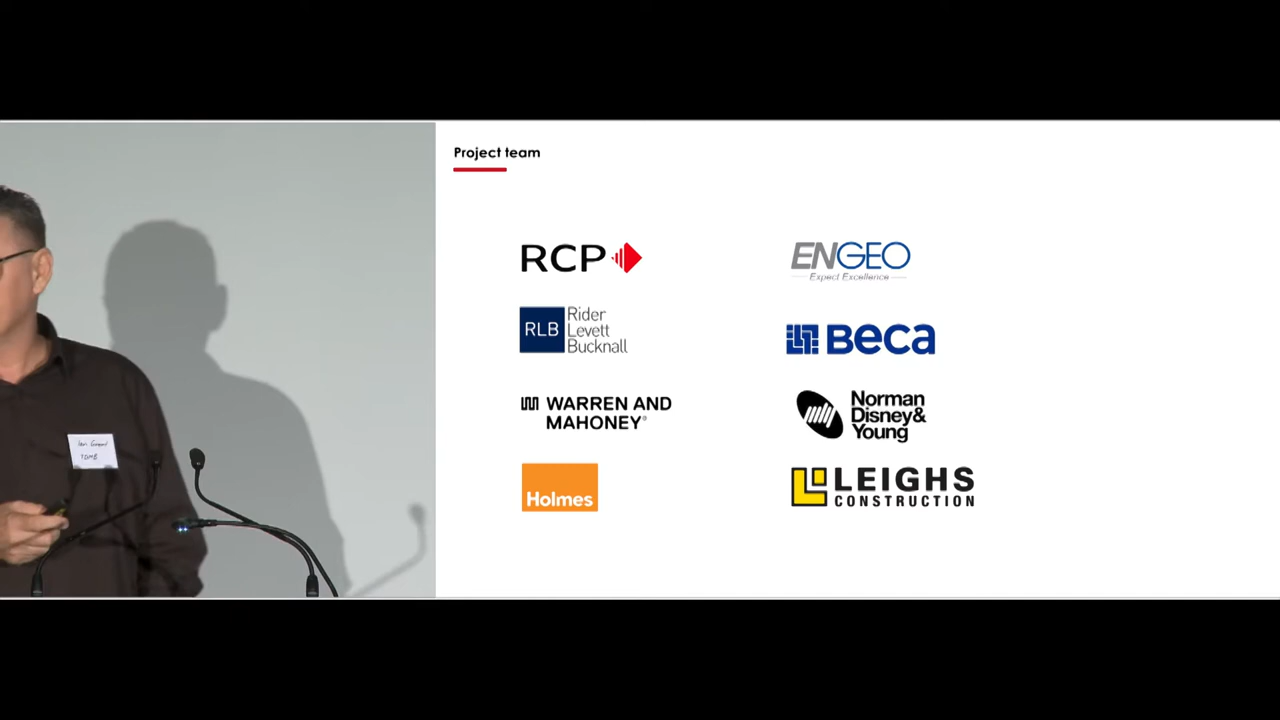 Project team
RCP
RLB
Rider
Levett
Bucknall
WARREN AND
MAHONEY®
Holmes
ENGEO
Expect Excellence
BECA
Norman
Disney&
Young
LEIGHS
CONSTRUCTION